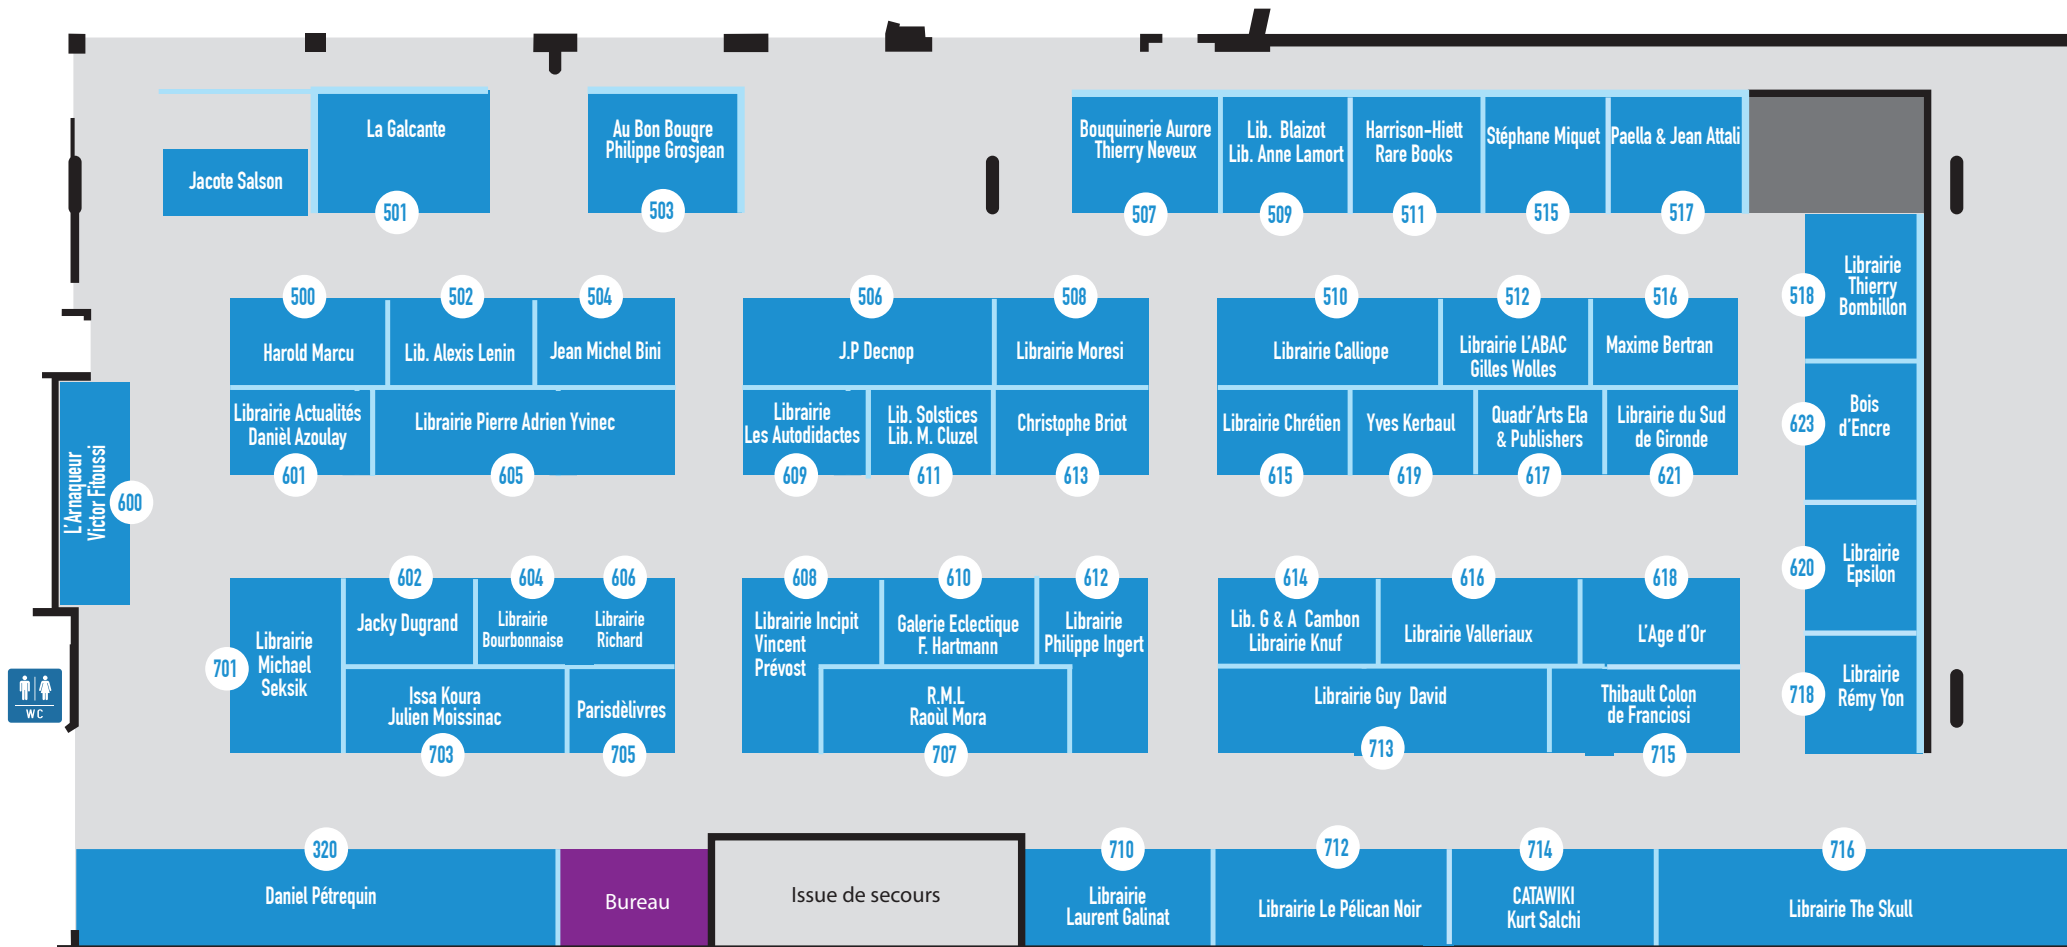 La Galcante
Jacote Salson
501
Au Bon Bougre
Philippe Grosjean
503
Bouquinerie Aurore
Thierry Neveux
507
Lib.  Blaizot
Lib. Anne Lamort
509
Harrison-Hiett
Rare Books
511
Stéphane Miquet
515
Paella & Jean Attali
517
500
Harold Marcu
502
Lib. Alexis Lenin
504
Jean Michel Bini
506
J.P Decnop
508
Librairie Moresi
510
Librairie Calliope
512
Librairie L'ABAC
Gilles Wolles
516
Maxime Bertran
518
Librairie
Thierry
Bombillon
Librairie Actualités
Danièl Azoulay
601
Librairie Pierre Adrien Yvinec
605
Librairie
Les Autodidactes
609
Lib. Solstices
Lib. M. Cluzel
611
Christophe Briot
613
Librairie Chrétien
615
Yves Kerbaul
619
Quadr'Arts Ela
& Publishers
617
Librairie du Sud
de Gironde
621
623
Bois
d'Encre
L'Arnaqueur
Victor Fitoussi
600
701
Librairie
Michael
Seksik
602
Jacky Dugrand
604
Librairie
Bourbonnaise
606
Librairie
Richard
608
Librairie Incipit
Vincent
Prévost
610
Galerie Eclectique
F. Hartmann
612
Librairie
Philippe Ingert
614
Lib. G & A  Cambon
Librairie Knuf
616
Librairie Valleriaux
618
L'Age d'Or
620
Librairie
Epsilon
Issa Koura
Julien Moissinac
703
Parisdèlivres
705
R.M.L
Raoùl Mora
707
Librairie Guy  David
713
Thibault Colon
de Franciosi
715
718
Librairie
Rémy Yon
WC
320
Daniel Pétrequin
Bureau
Issue de secours
710
Librairie
Laurent Galinat
712
Librairie Le Pélican Noir
714
CATAWIKI
Kurt Salchi
716
Librairie The Skull